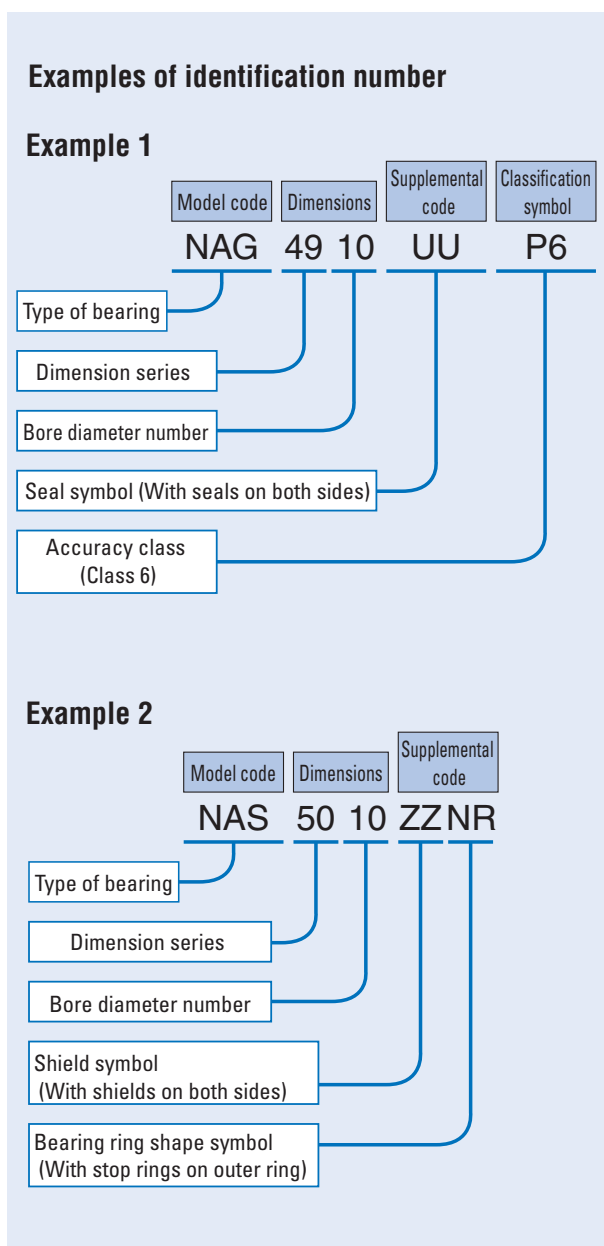 Examples of identification number
Example 1
Model code Dimensions Supplemental code Classification symbol
NAG 49 10 UU P6
Type of bearing
Dimension series
Bore diameter number
Seal symbol (With seals on both sides)
Accuracy class
(Class 6)
Example 2
Model code Dimensions Supplemental code
NAS 50 10 ZZ NR
Type of bearing
Dimension series
Bore diameter number
Shield symbol
(With shields on both sides)
Bearing ring shape symbol
(With stop rings on outer ring)